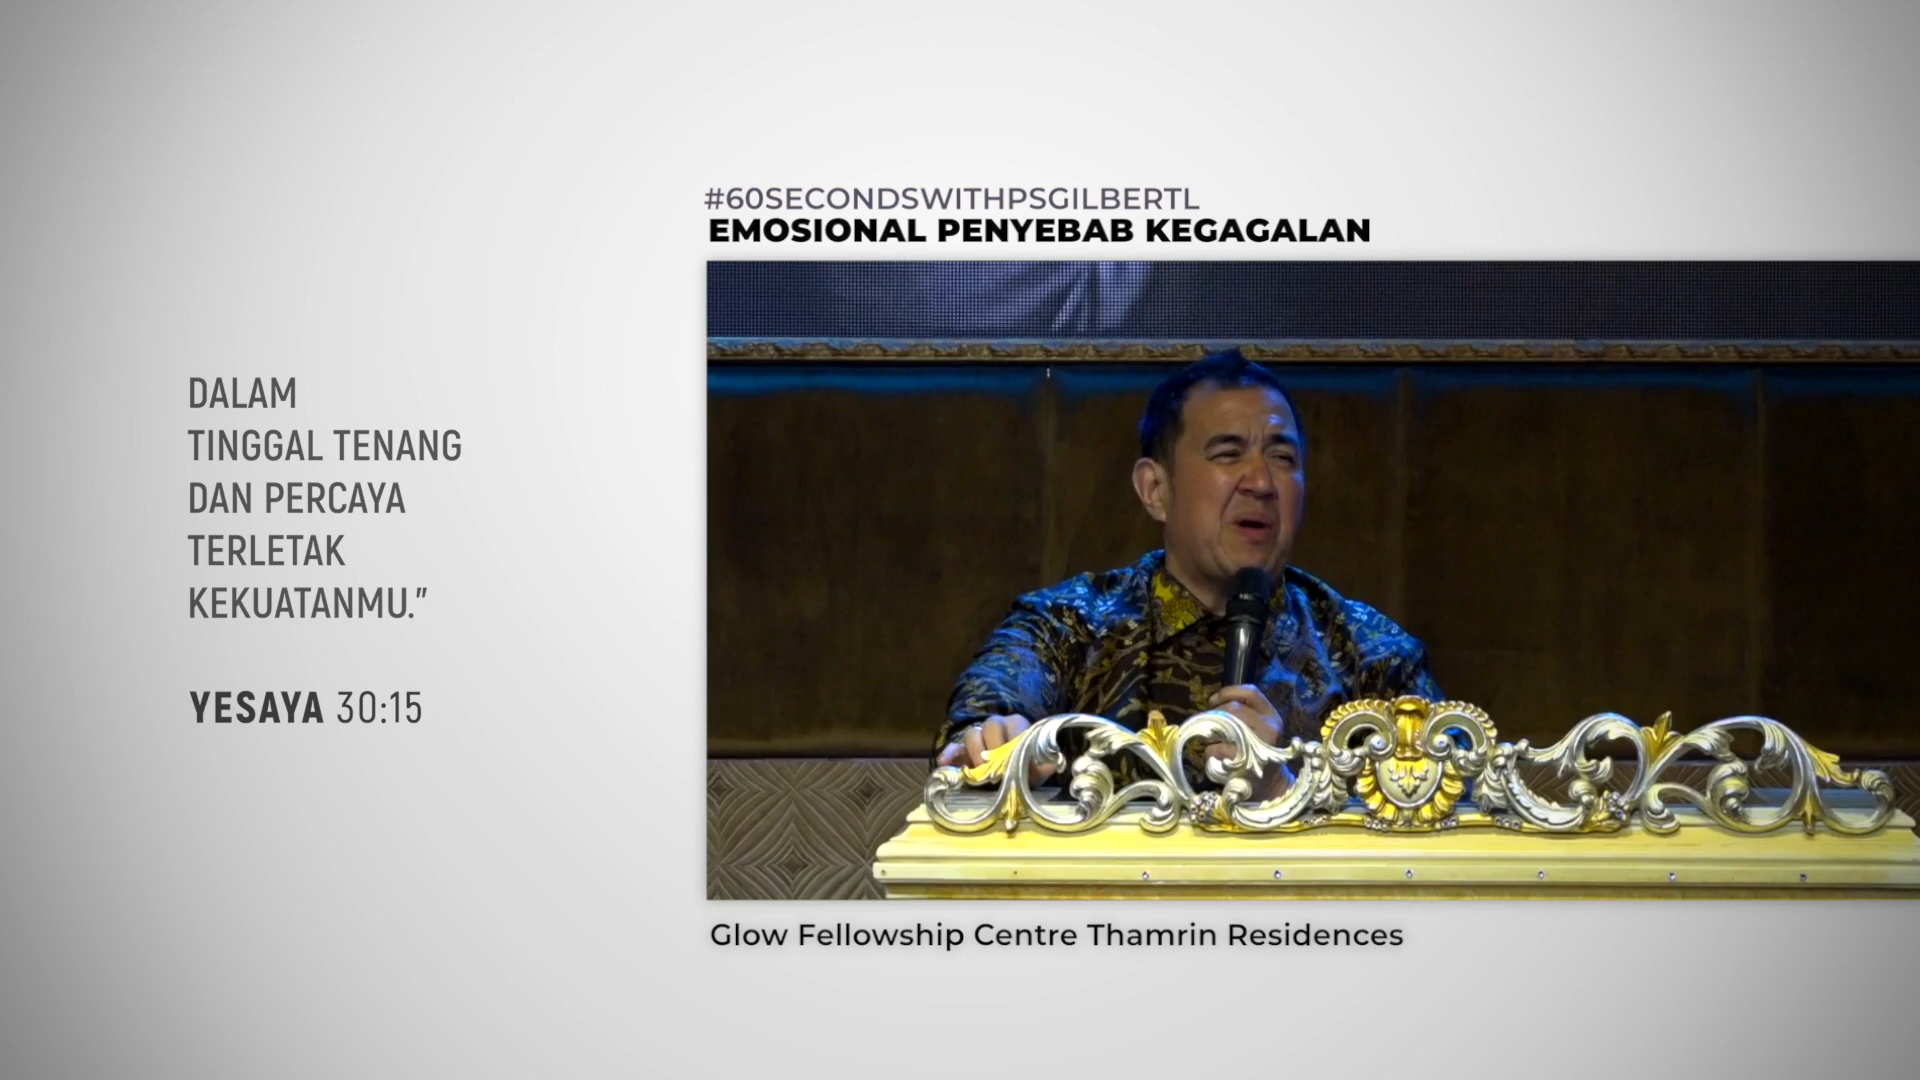 #60SECONDSWITHPSGILBERTL
EMOSIONAL PENYEBAB KEGAGALAN
DALAM
TINGGAL TENANG
DAN PERCAYA
TERLETAK
KEKUATANMU.”
YESAYA 30:15
Glow Fellowship Centre Thamrin Residences